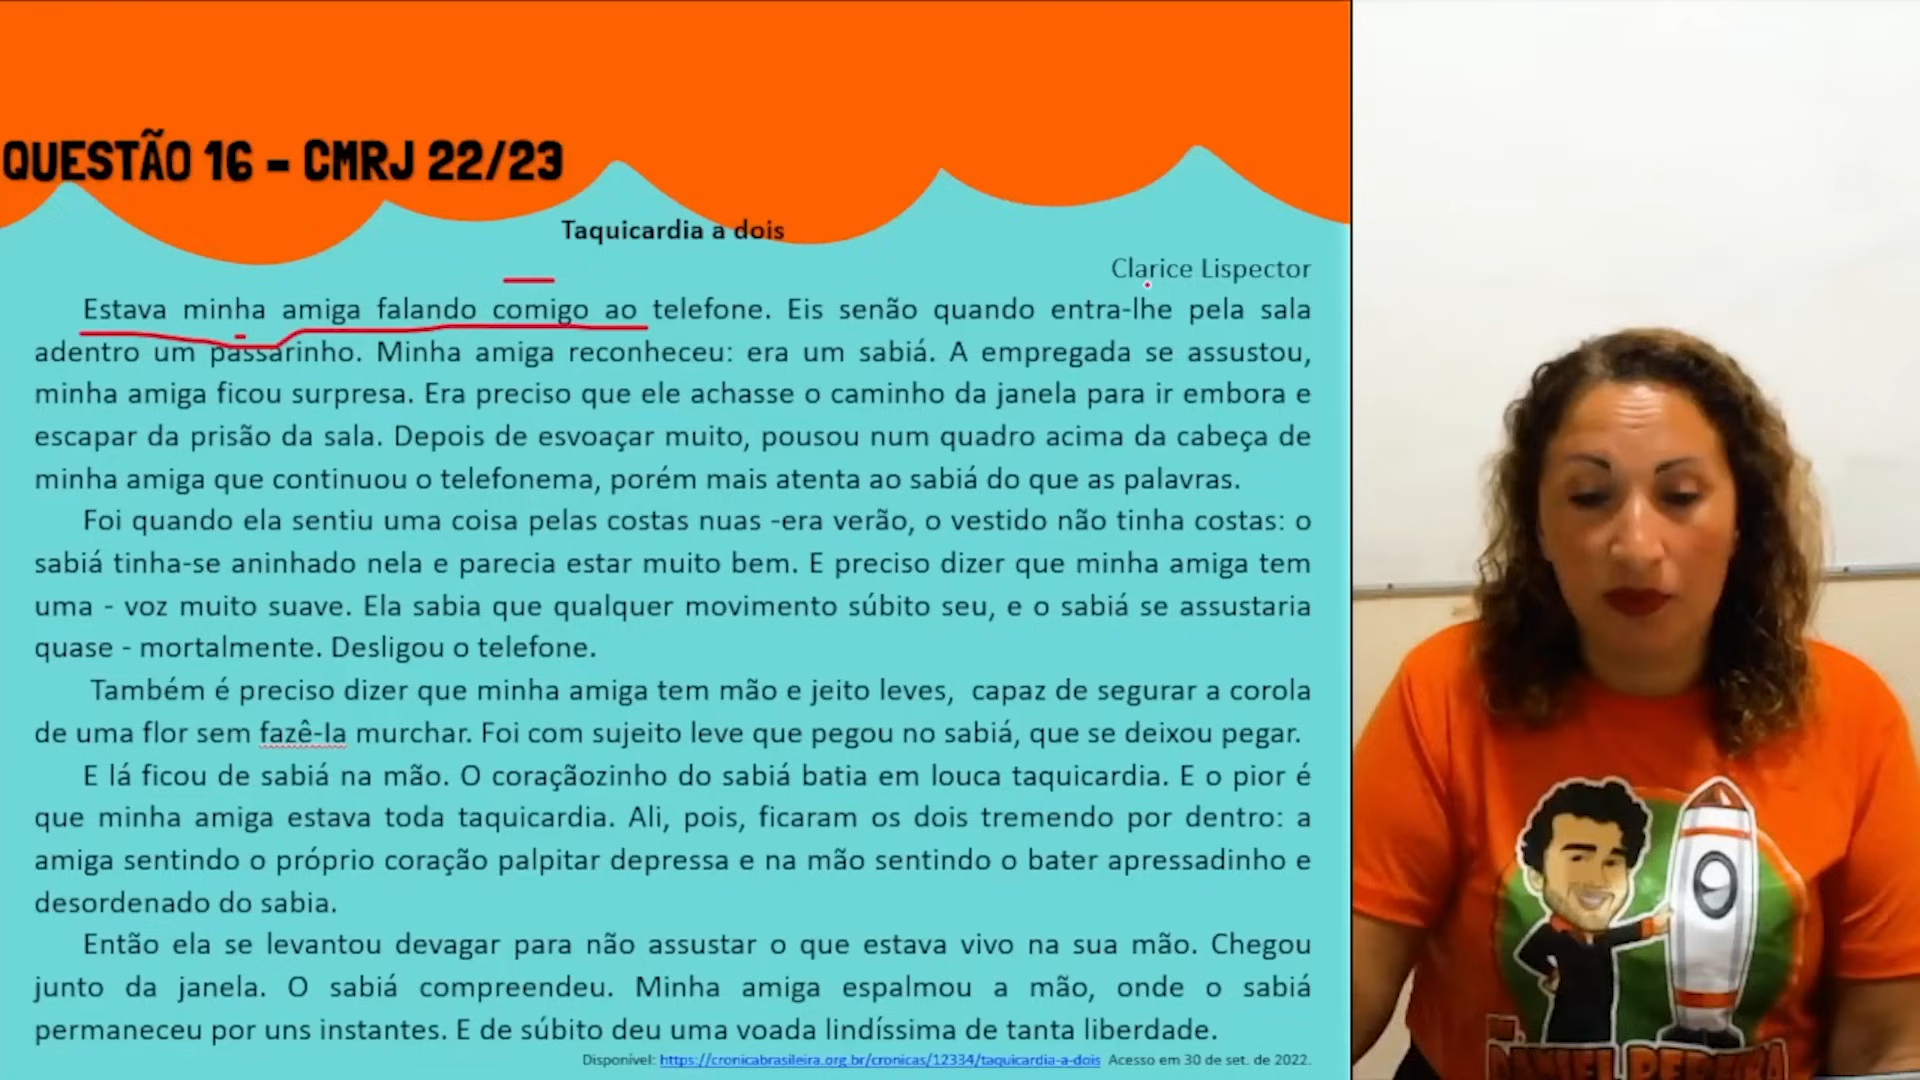 QUESTÃO 16 - CMRJ 22/23
Taquicardia a dois
Clarice Lispector
Estava minha amiga falando comigo ao telefone. Eis senão quando entra-lhe pela sala
adentro um passarinho. Minha amiga reconheceu: era um sabiá. A empregada se assustou,
minha amiga ficou surpresa. Era preciso que ele achasse o caminho da janela para ir embora e
escapar da prisão da sala. Depois de esvoaçar muito, pousou num quadro acima da cabeça de
minha amiga que continuou o telefonema, porém mais atenta ao sabiá do que as palavras.
Foi quando ela sentiu uma coisa pelas costas nuas -era verão, o vestido não tinha costas: o
sabiá tinha-se aninhado nela e parecia estar muito bem. E preciso dizer que minha amiga tem
uma - voz muito suave. Ela sabia que qualquer movimento súbito seu, e o sabiá se assustaria
quase - mortalmente. Desligou o telefone.
Também é preciso dizer que minha amiga tem mão e jeito leves, capaz de segurar a corola
de uma flor sem fazê-la murchar. Foi com sujeito leve que pegou no sabiá, que se deixou pegar.
E lá ficou de sabiá na mão. O coraçãozinho do sabiá batia em louca taquicardia. E o pior é
que minha amiga estava toda taquicardia. Ali, pois, ficaram os dois tremendo por dentro: a
amiga sentindo o próprio coração palpitar depressa e na mão sentindo o bater apressadinho e
desordenado do sabia.
Então ela se levantou devagar para não assustar o que estava vivo na sua mão. Chegou
junto da janela. O sabiá compreendeu. Minha amiga espalmou a mão, onde o sabiá
permaneceu por uns instantes. E de súbito deu uma voada lindíssima de tanta liberdade.
Disponível: https://cronicabrasileira.org.br/cronicas/12334/taquicardia-a-dois Acesso em 30 de set. de 2022.